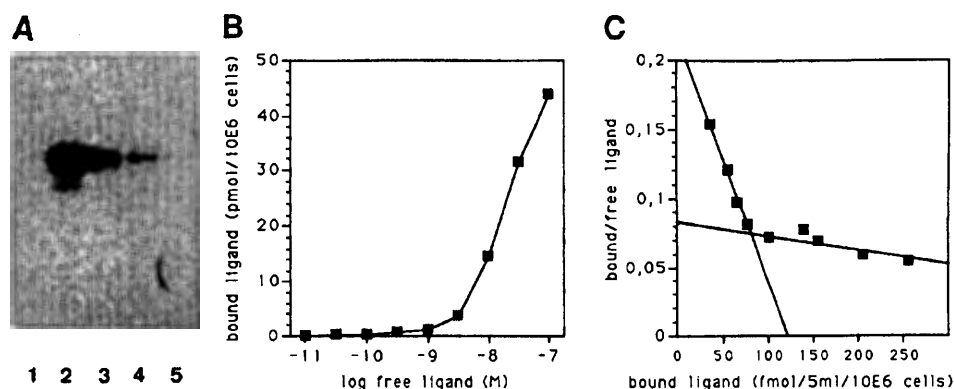 A
1 2 3 4 5
B
bound ligand (pmol/10E6 cells)
50
40
30
20
10
0
-11 -10 -9 -8 -7
log free ligand (M)
C
bound/free ligand
0,2
0,15
0,1
0,05
0
0 50 100 150 200 250
bound ligand (fmol/5ml/10E6 cells)